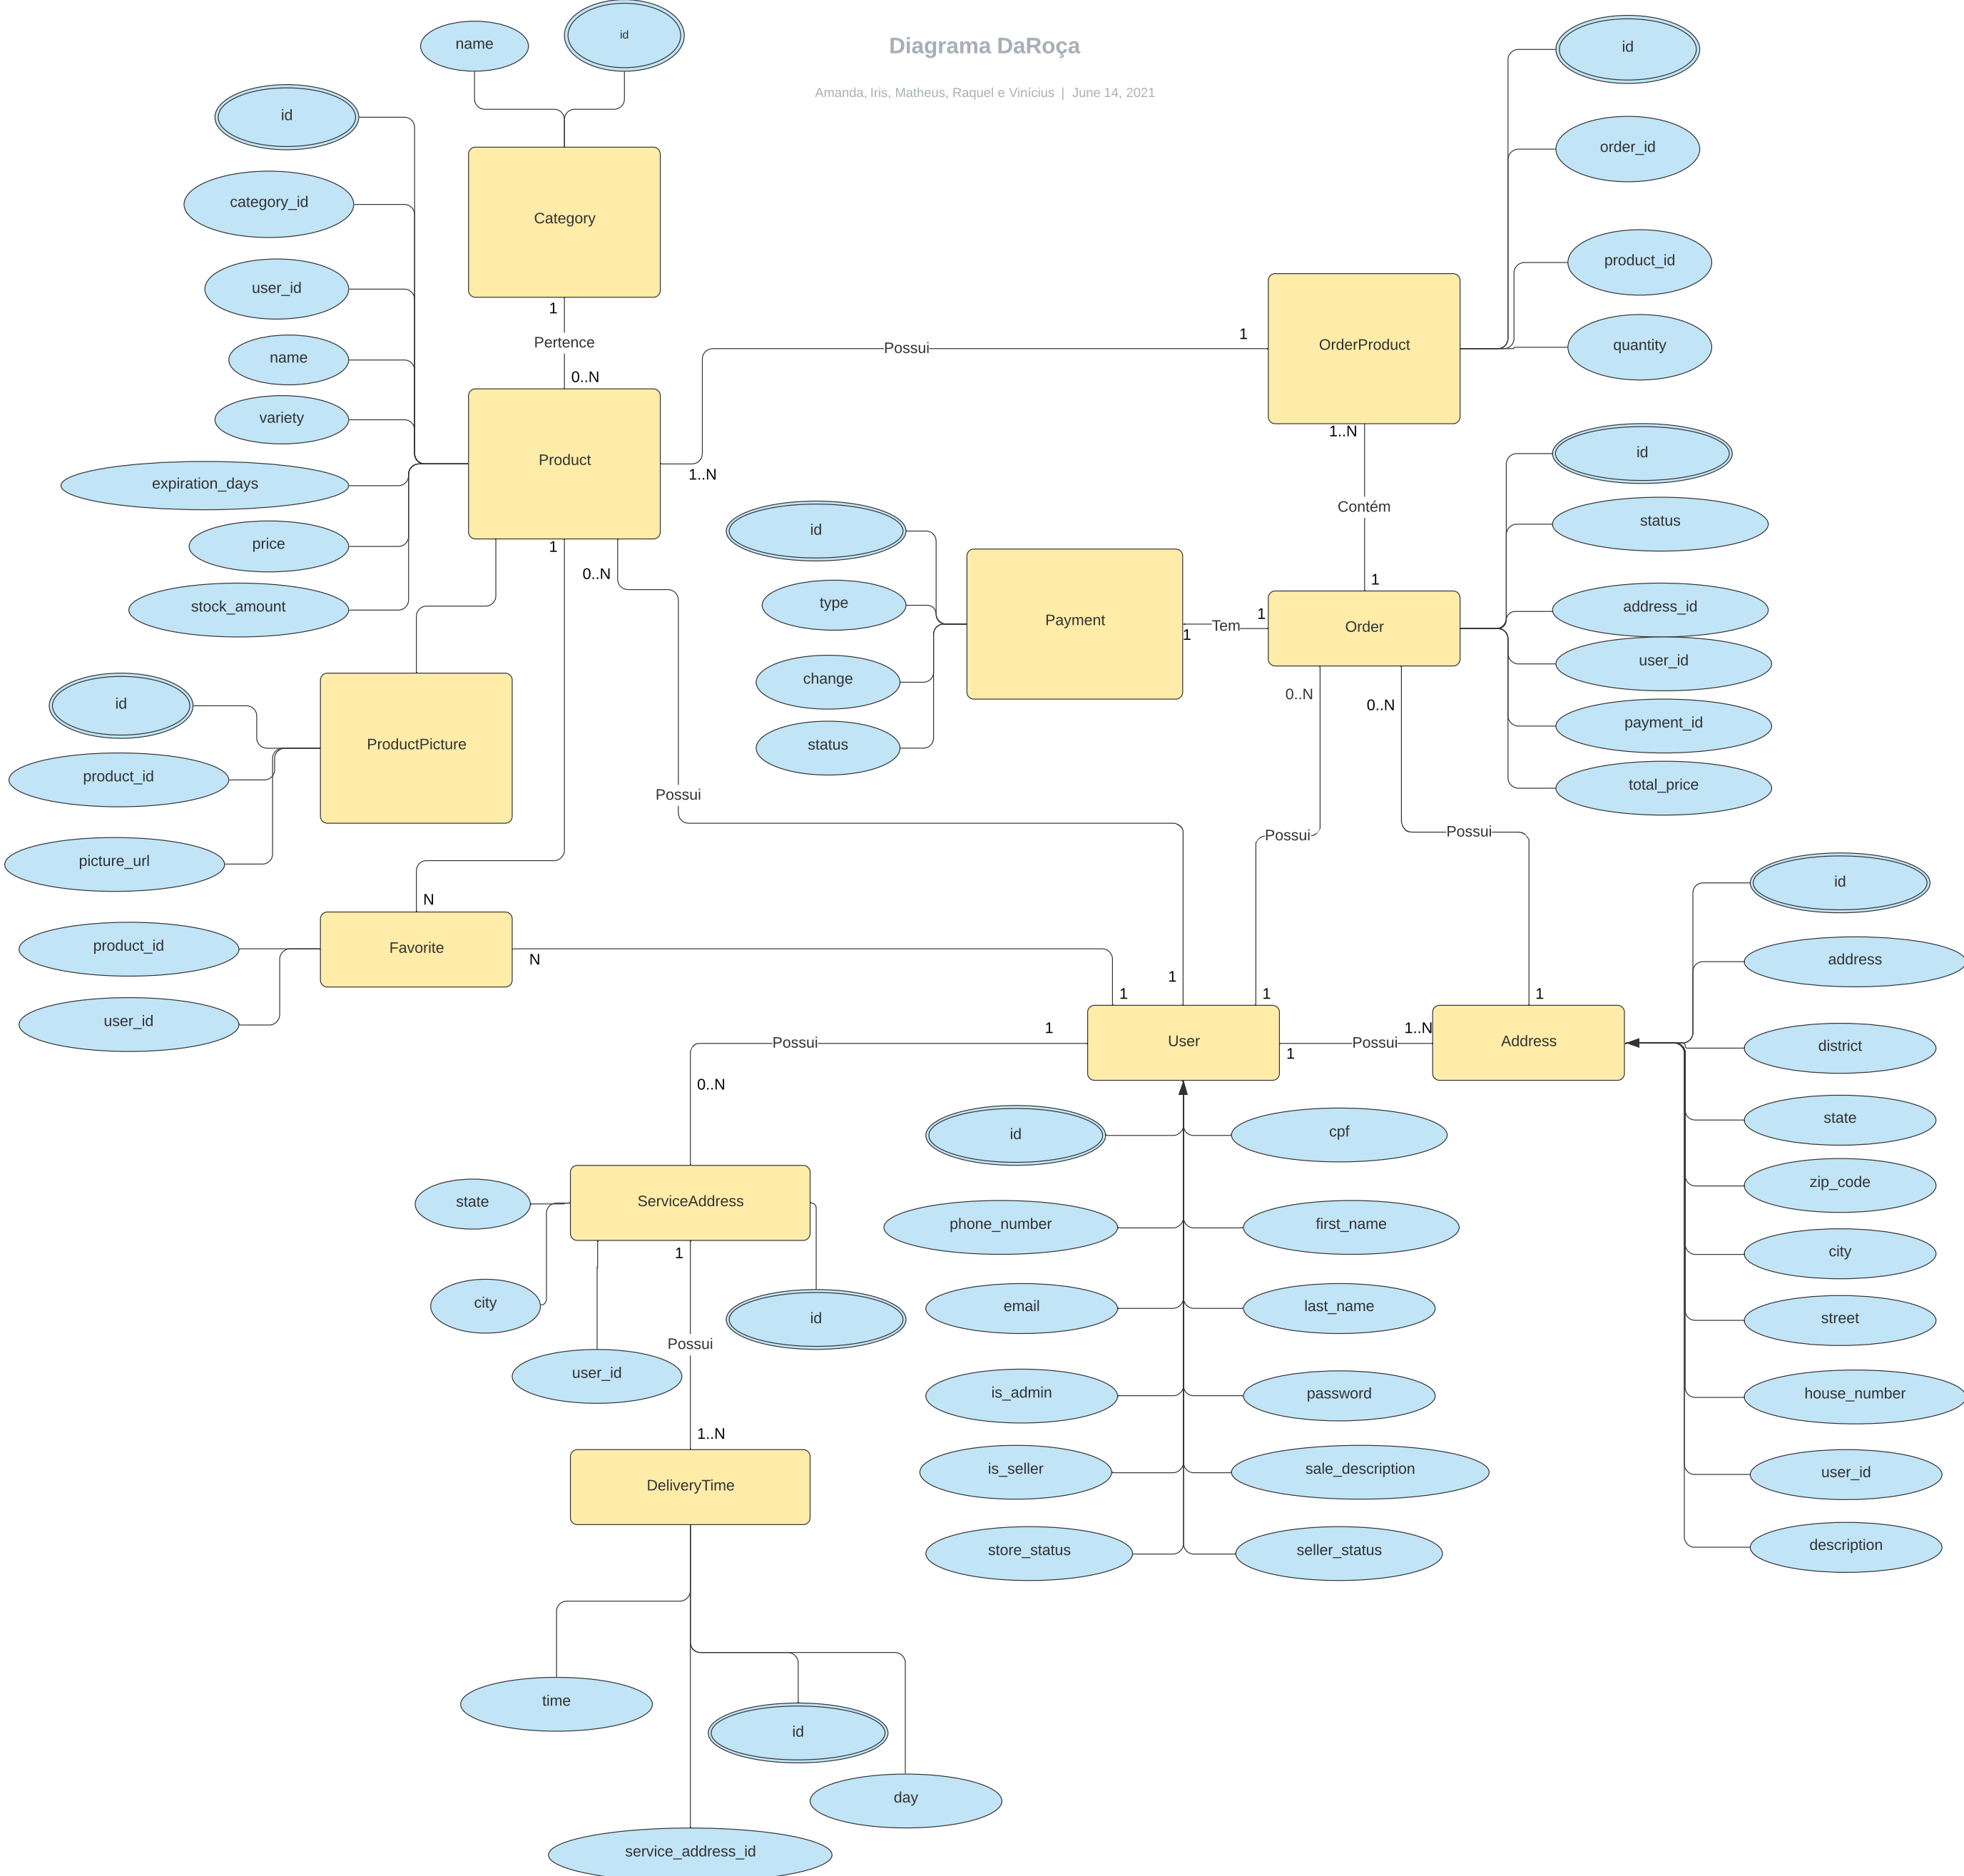 Diagrama DaRoça
Amanda, Iris, Matheus, Raquel e Vinícius | June 14, 2021
name
id
Category
id
category_id
user_id
name
variety
expiration_days
price
stock_amount
1
Pertence
0..N
Product
1..N
Possui
1
OrderProduct
id
order_id
product_id
quantity
1..N
Contém
1
Order
id
status
address_id
user_id
payment_id
total_price
1
Tem
1
Payment
id
type
change
status
1
0..N
ProductPicture
id
product_id
picture_url
Possui
0..N
Possui
0..N
Possui
N
Favorite
product_id
user_id
N
1
1
1
1
User
1
Possui
1..N
Address
id
address
district
state
zip_code
city
street
house_number
user_id
description
1
Possui
0..N
ServiceAddress
state
city
user_id
id
1
Possui
1..N
DeliveryTime
time
id
day
service_address_id
id
cpf
phone_number
first_name
email
last_name
is_admin
password
is_seller
sale_description
store_status
seller_status